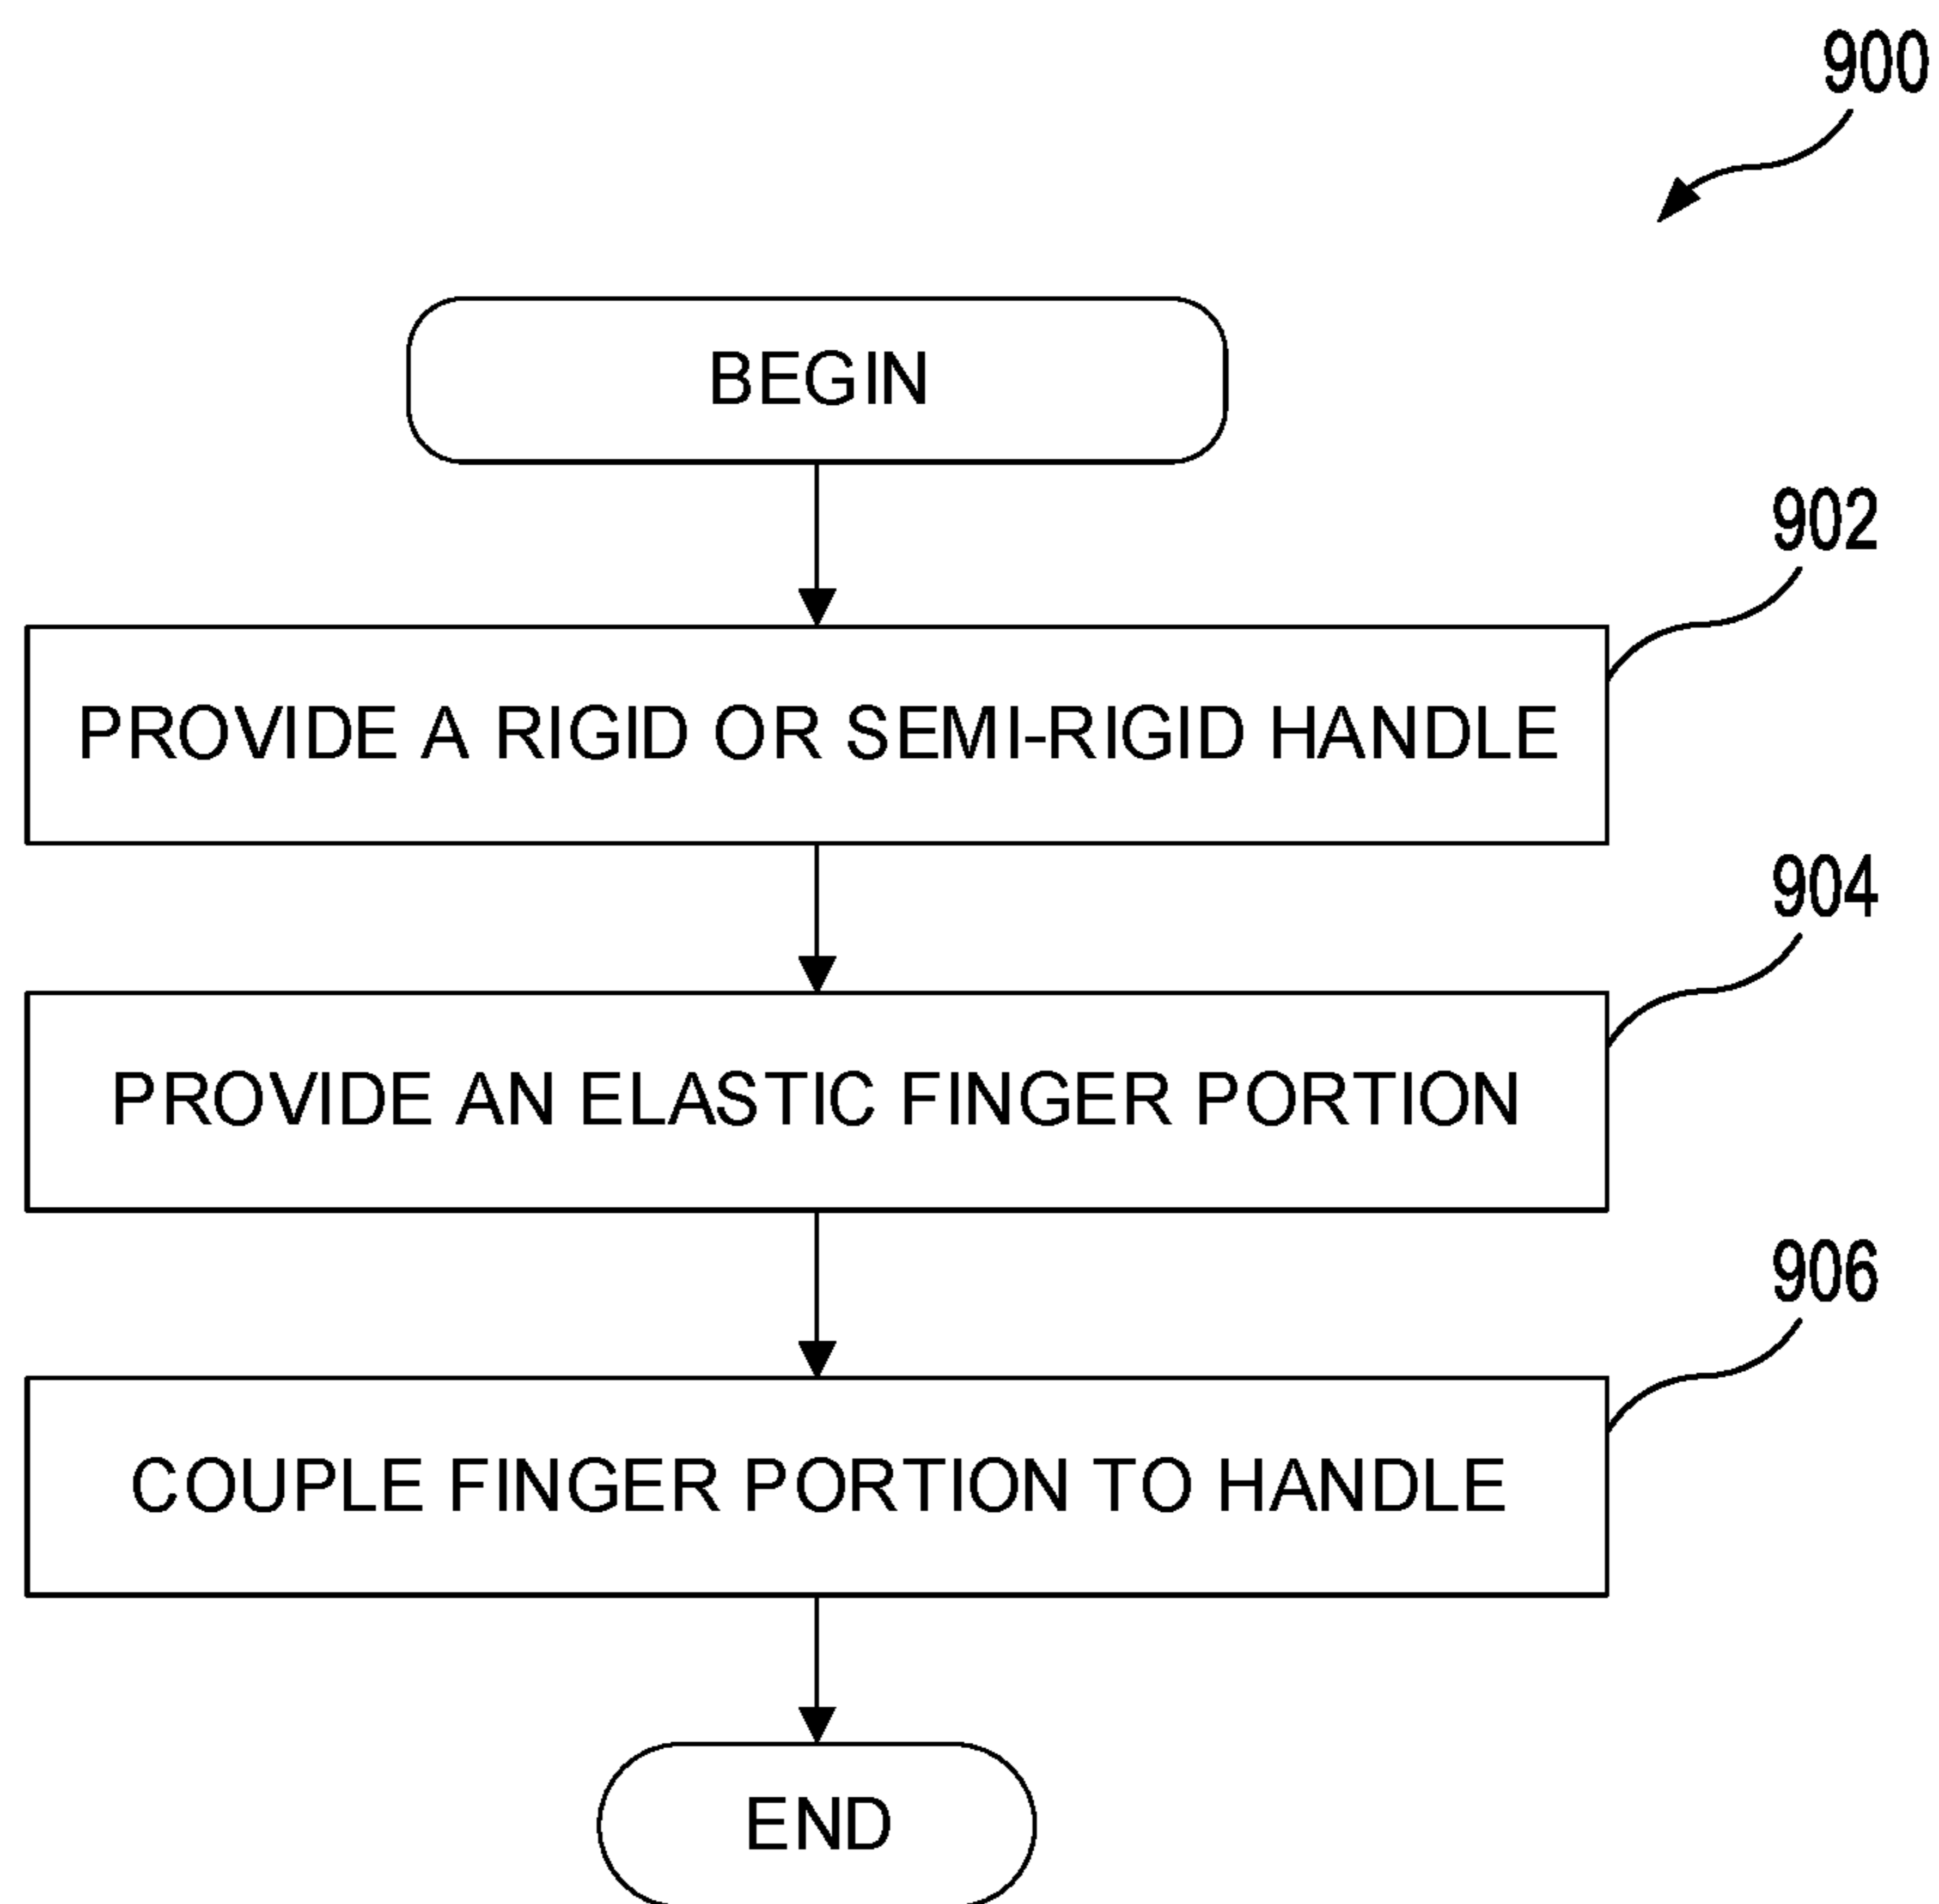 900
BEGIN
902
PROVIDE A RIGID OR SEMI-RIGID HANDLE
904
PROVIDE AN ELASTIC FINGER PORTION
906
COUPLE FINGER PORTION TO HANDLE
END